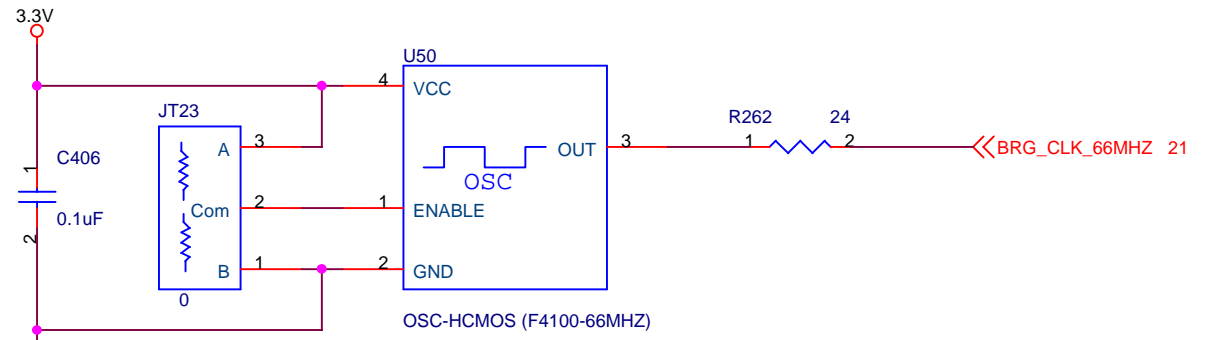 3.3V
U50
4
VCC
JT23
R262
24
A
3
OUT
3
1
2
BRG_CLK_66MHZ 21
C406
1
OSC
Com
2
1
ENABLE
0.1uF
2
B
1
2
GND
0
OSC-HCMOS (F4100-66MHZ)